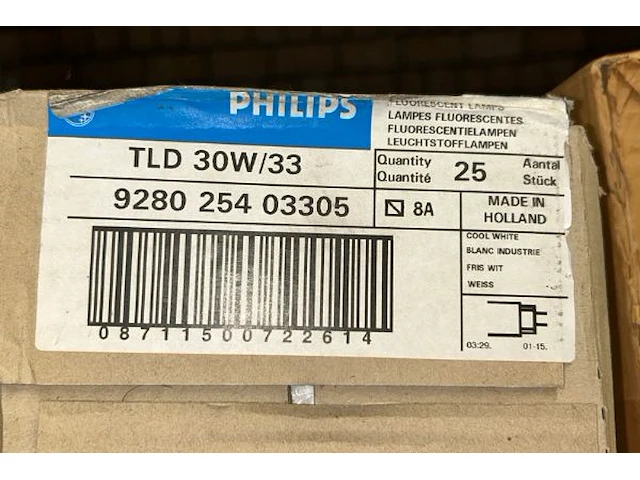 PHILIPS
FLUORESCENT LAMPS
LAMPES FLUORESCENTES
FLUORESCENTIELAMPEN
LEUCHTSTOFFLAMPEN
TLD 30W/33
Quantity 25 Aantal
Quantité Stück
9280 254 03305
8A
MADE IN
HOLLAND
COOL WHITE
BLANC INDUSTRIE
FRIS WIT
WEISS
08711500722614
03:29. 01-15.